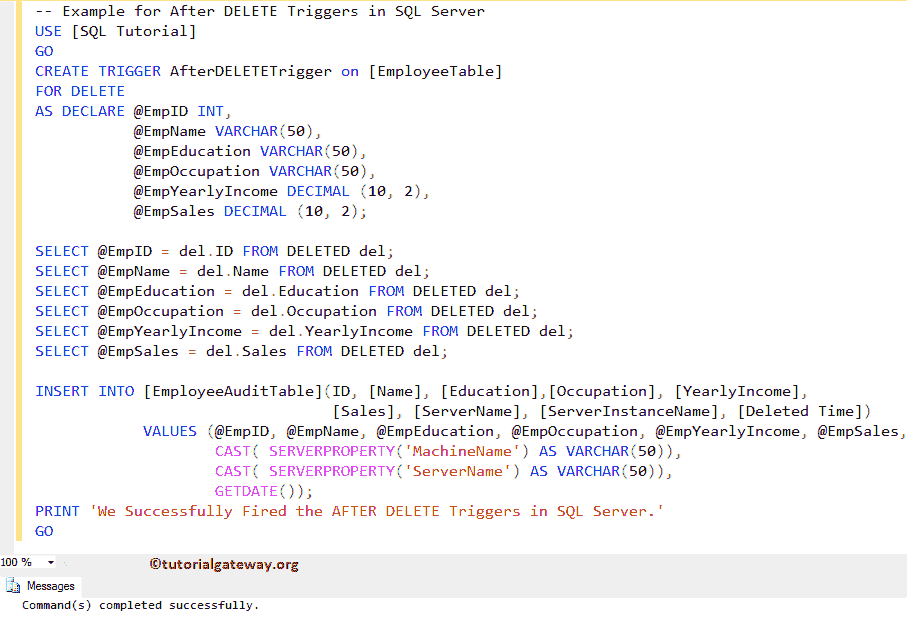 -- Example for After DELETE Triggers in SQL Server
USE [SQL Tutorial]
GO
CREATE TRIGGER AfterDELETETrigger on [EmployeeTable]
FOR DELETE
AS DECLARE @EmpID INT,
@EmpName VARCHAR(50),
@EmpEducation VARCHAR(50),
@EmpOccupation VARCHAR(50),
@EmpYearlyIncome DECIMAL (10, 2),
@EmpSales DECIMAL (10, 2);
SELECT @EmpID = del.ID FROM DELETED del;
SELECT @EmpName = del.Name FROM DELETED del;
SELECT @EmpEducation = del.Education FROM DELETED del;
SELECT @EmpOccupation = del.Occupation FROM DELETED del;
SELECT @EmpYearlyIncome = del.YearlyIncome FROM DELETED del;
SELECT @EmpSales = del.Sales FROM DELETED del;
INSERT INTO [EmployeeAuditTable](ID, [Name], [Education],[Occupation], [YearlyIncome],
[Sales], [ServerName], [ServerInstanceName], [Deleted Time])
VALUES (@EmpID, @EmpName, @EmpEducation, @EmpOccupation, @EmpYearlyIncome, @EmpSales,
CAST( SERVERPROPERTY('MachineName') AS VARCHAR(50)),
CAST( SERVERPROPERTY('ServerName') AS VARCHAR(50)),
GETDATE());
PRINT 'We Successfully Fired the AFTER DELETE Triggers in SQL Server.'
GO
100 %
©tutorialgateway.org
Messages
Command(s) completed successfully.